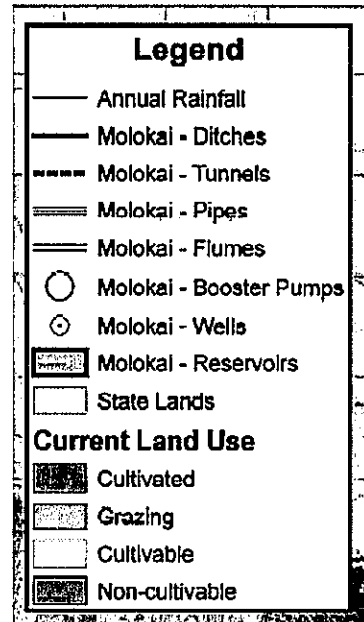 Legend
Annual Rainfall
Molokai - Ditches
Molokai - Tunnels
Molokai - Pipes
Molokai - Flumes
Molokai - Booster Pumps
Molokai - Wells
Molokai - Reservoirs
State Lands
Current Land Use
Cultivated
Grazing
Cultivable
Non-cultivable